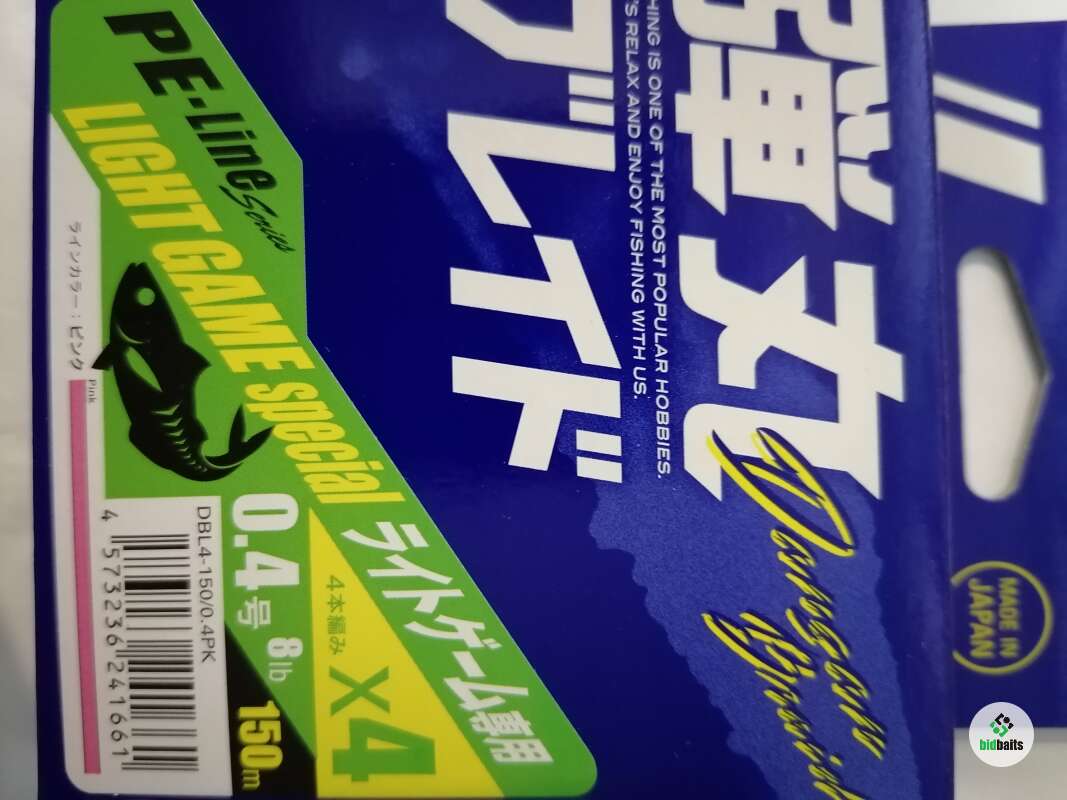 弾丸
Dangan Braid
ブレイド
HING IS ONE OF THE MOST POPULAR HOBBIES.
'S RELAX AND ENJOY FISHING WITH US.
MADE IN
JAPAN
PE-Line Series
LIGHT GAME special
ライトゲーム専用
X4
4本編み
0.4号 8lb
150m
ラインカラー：ピンク
Pink
DBL4-150/0.4PK
4 573236 241661
bidbaits